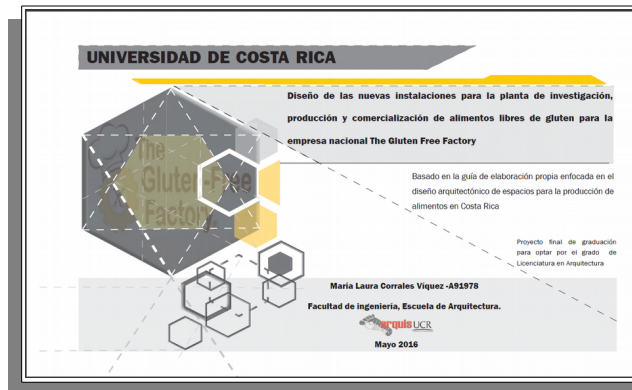 UNIVERSIDAD DE COSTA RICA
Diseño de las nuevas instalaciones para la planta de investigación,
producción y comercialización de alimentos libres de gluten para la
empresa nacional The Gluten Free Factory
The
Gluten-Free
Factory
Basado en la guía de elaboración propia enfocada en el
diseño arquitectónico de espacios para la producción de
alimentos en Costa Rica
Proyecto final de graduación
para optar por el grado de
Licenciatura en Arquitectura
María Laura Corrales Víquez -A91978
Facultad de ingeniería, Escuela de Arquitectura.
arquis UCR
Mayo 2016